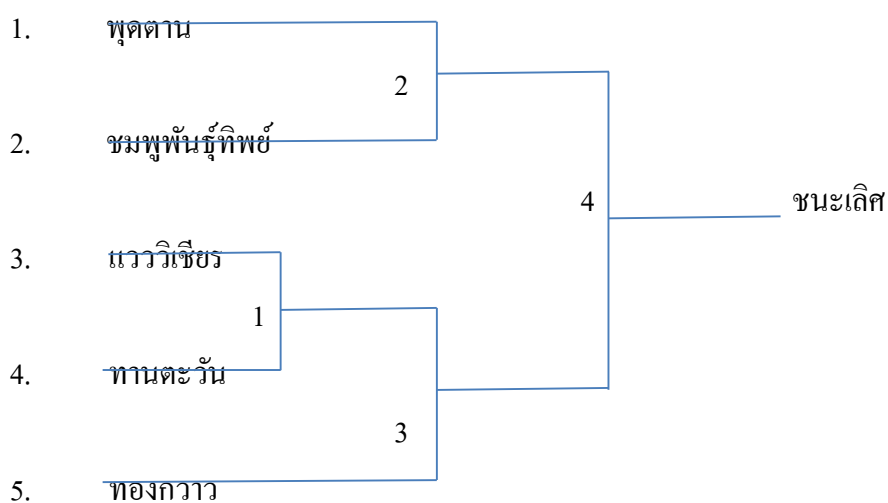 1. พุดตาน
2
2. ชมพูพันธุ์ทิพย์
4 ชนะเลิศ
3. แววิเชียร
1
4. ทานตะวัน
3
5. ทองกวาว